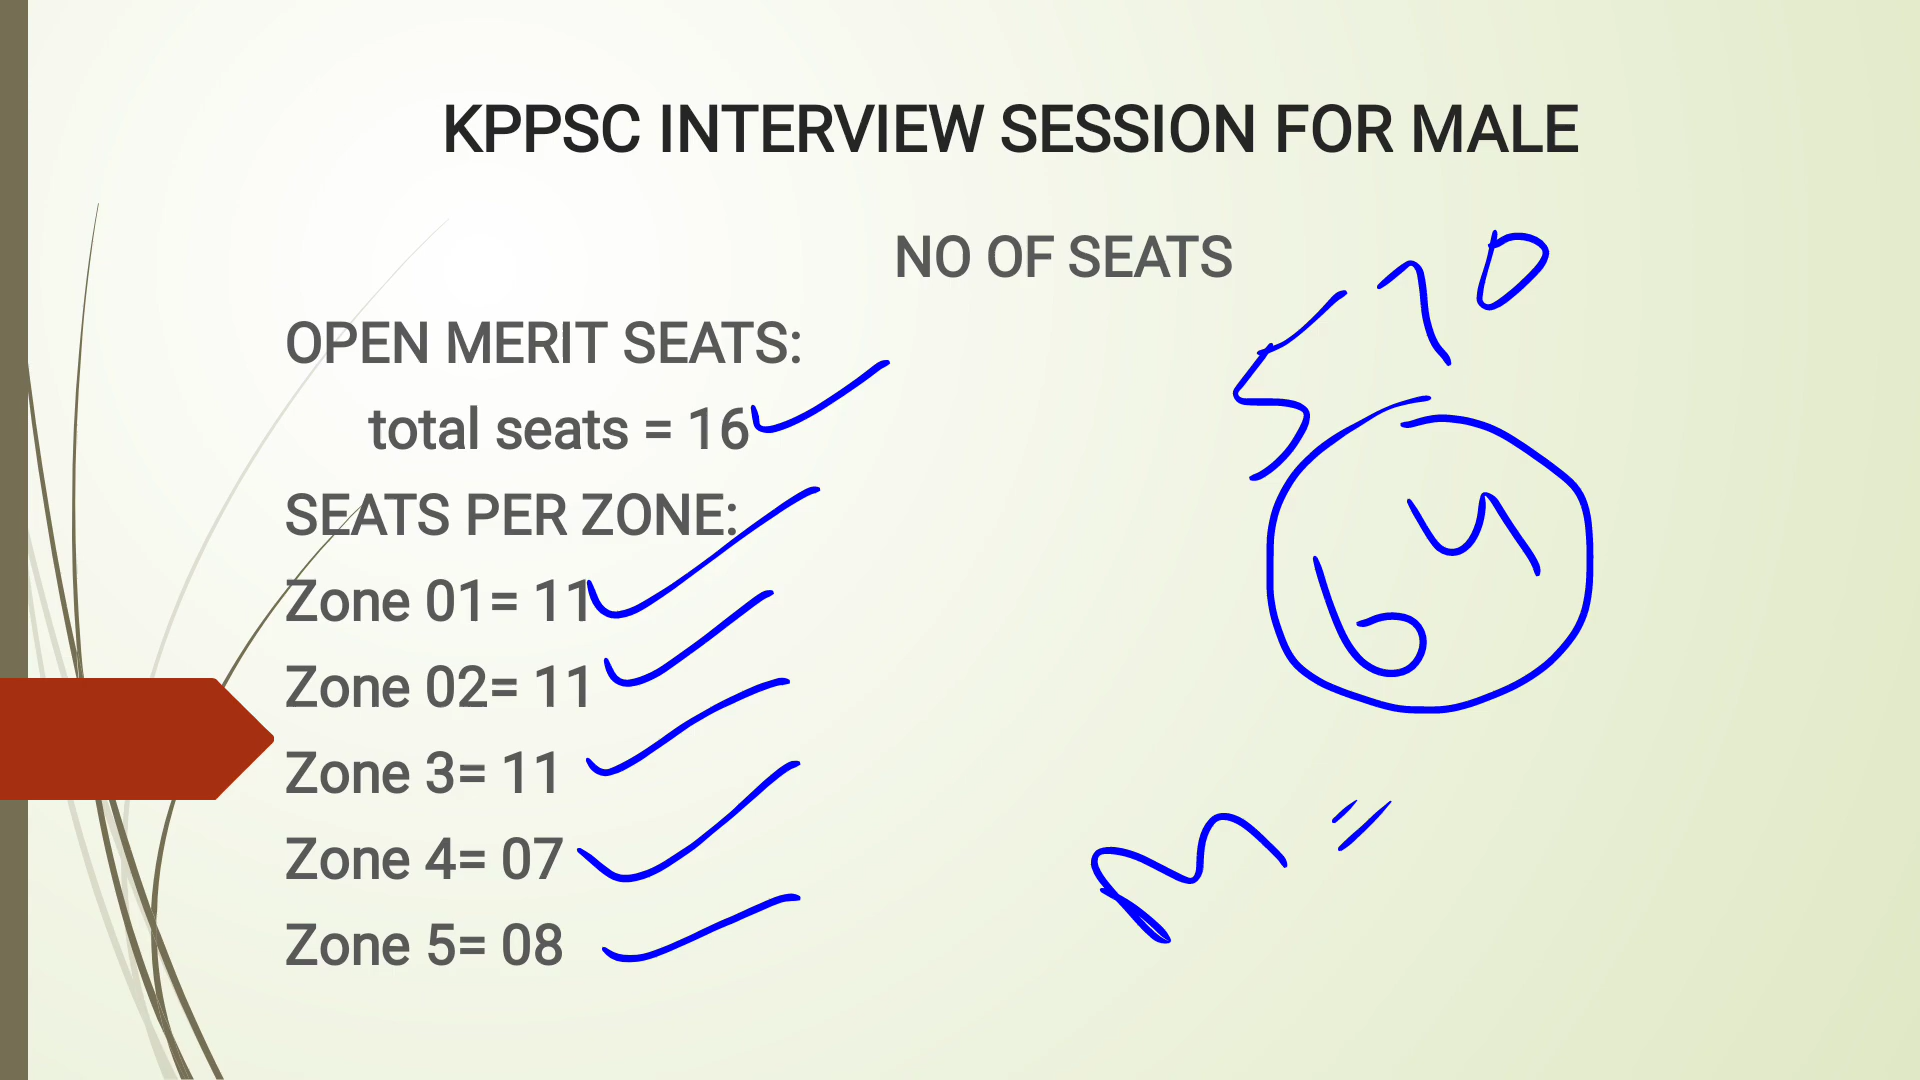 KPPSC INTERVIEW SESSION FOR MALE
NO OF SEATS
510
OPEN MERIT SEATS:
total seats = 16
SEATS PER ZONE:
64
Zone 01= 11
Zone 02= 11
Zone 3= 11
Zone 4= 07
M =
Zone 5= 08